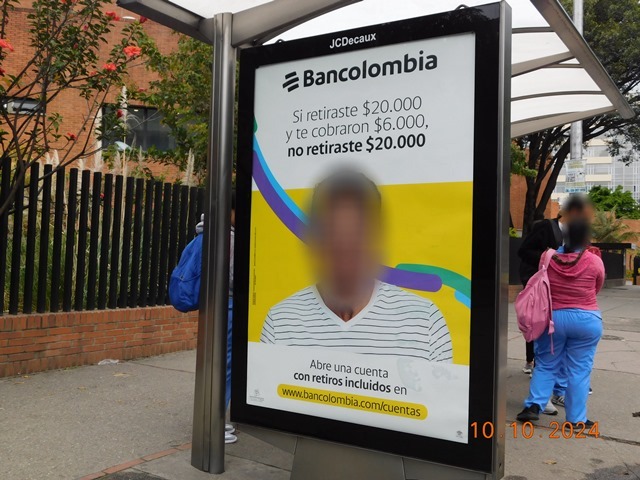 JCDecaux
Bancolombia
Si retiraste $20.000
y te cobraron $6.000,
no retiraste $20.000
Abre una cuenta
con retiros incluidos en
www.bancolombia.com/cuentas
10 10 2024